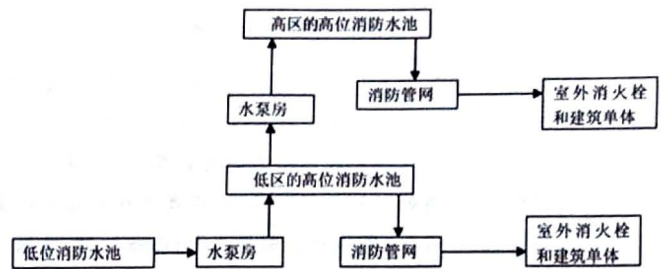 高区的高位消防水池
消防管网
室外消火栓
和建筑单体
水泵房
低区的高位消防水池
低位消防水池
水泵房
消防管网
室外消火栓
和建筑单体